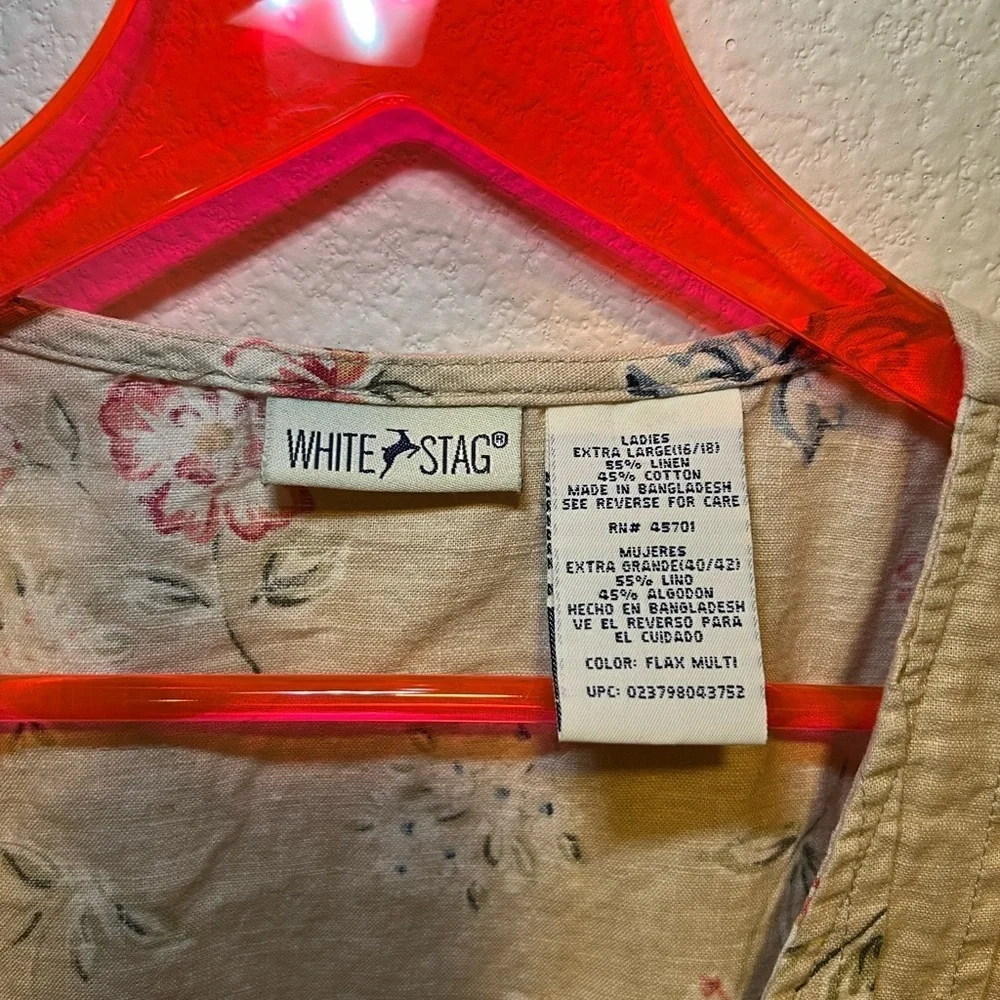 WHITE STAG®
LADIES
EXTRA LARGE(16/18)
55% LINEN
45% COTTON
MADE IN BANGLADESH
SEE REVERSE FOR CARE
RN# 45701
MUJERES
EXTRA GRANDE(40/42)
55% LINO
45% ALGODON
HECHO EN BANGLADESH
VE EL REVERSO PARA
EL CUIDADO
COLOR: FLAX MULTI
UPC: 023798043752